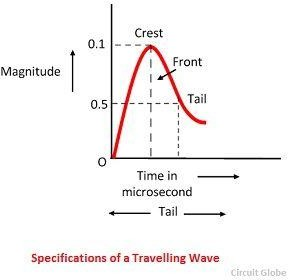 Crest
0.1
Front
Magnitude
0.5
Tail
O
Time in
microsecond
Tail
Specifications of a Travelling Wave
Circuit Globe